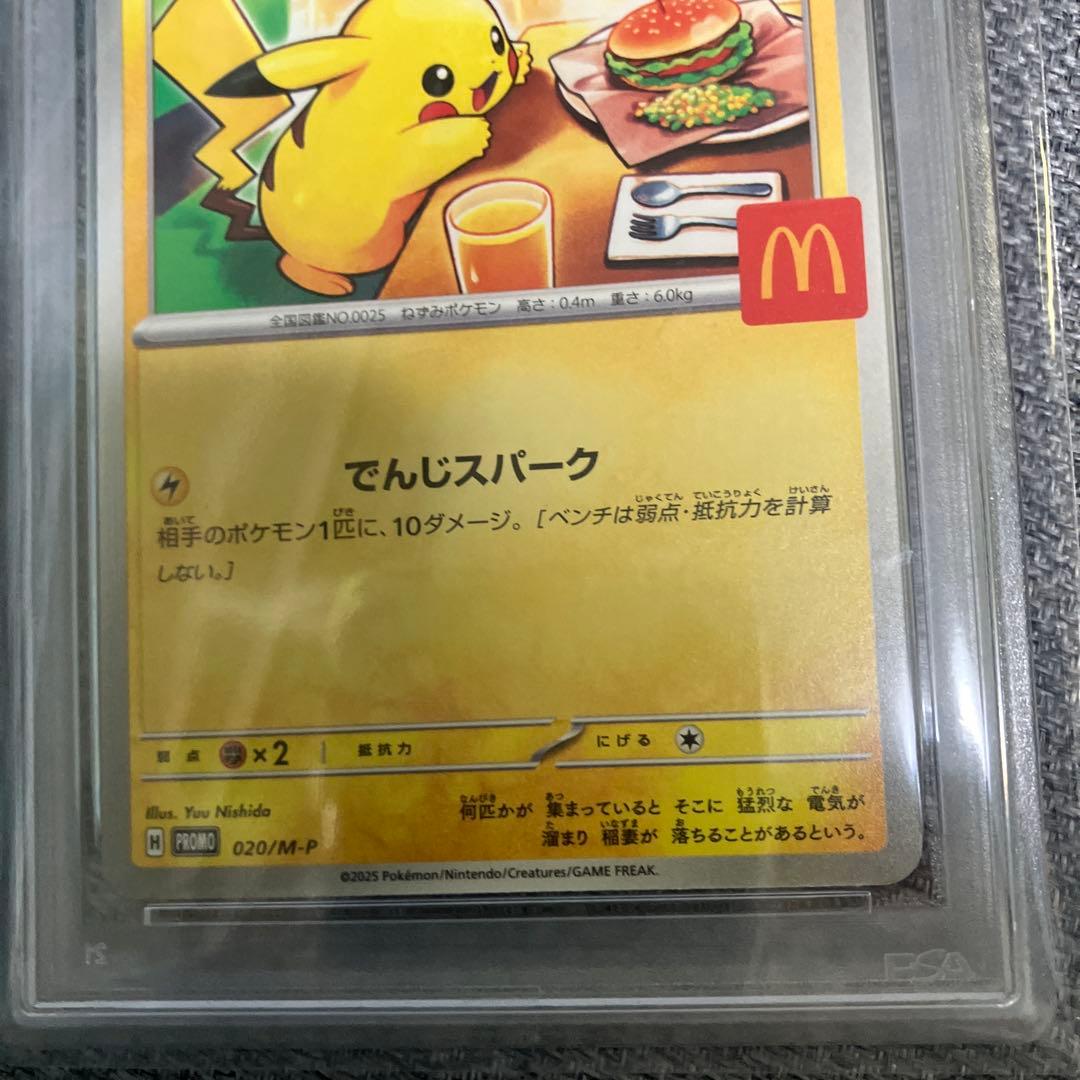 M
全国図鑑NO.0025 ねずみポケモン 高さ:0.4m 重さ:6.0kg
でんじスパーク
相手のポケモン1匹に、10ダメージ。[ベンチは弱点・抵抗力を計算
しない。]
弱点 ×2 抵抗力 にげる
Illus. Yuu Nishida
何匹かが 集まっていると そこに 猛烈な 電気が
溜まり 稲妻が 落ちることがあるという。
H PROMO 020/M-P
©2025 Pokémon/Nintendo/Creatures/GAME FREAK.